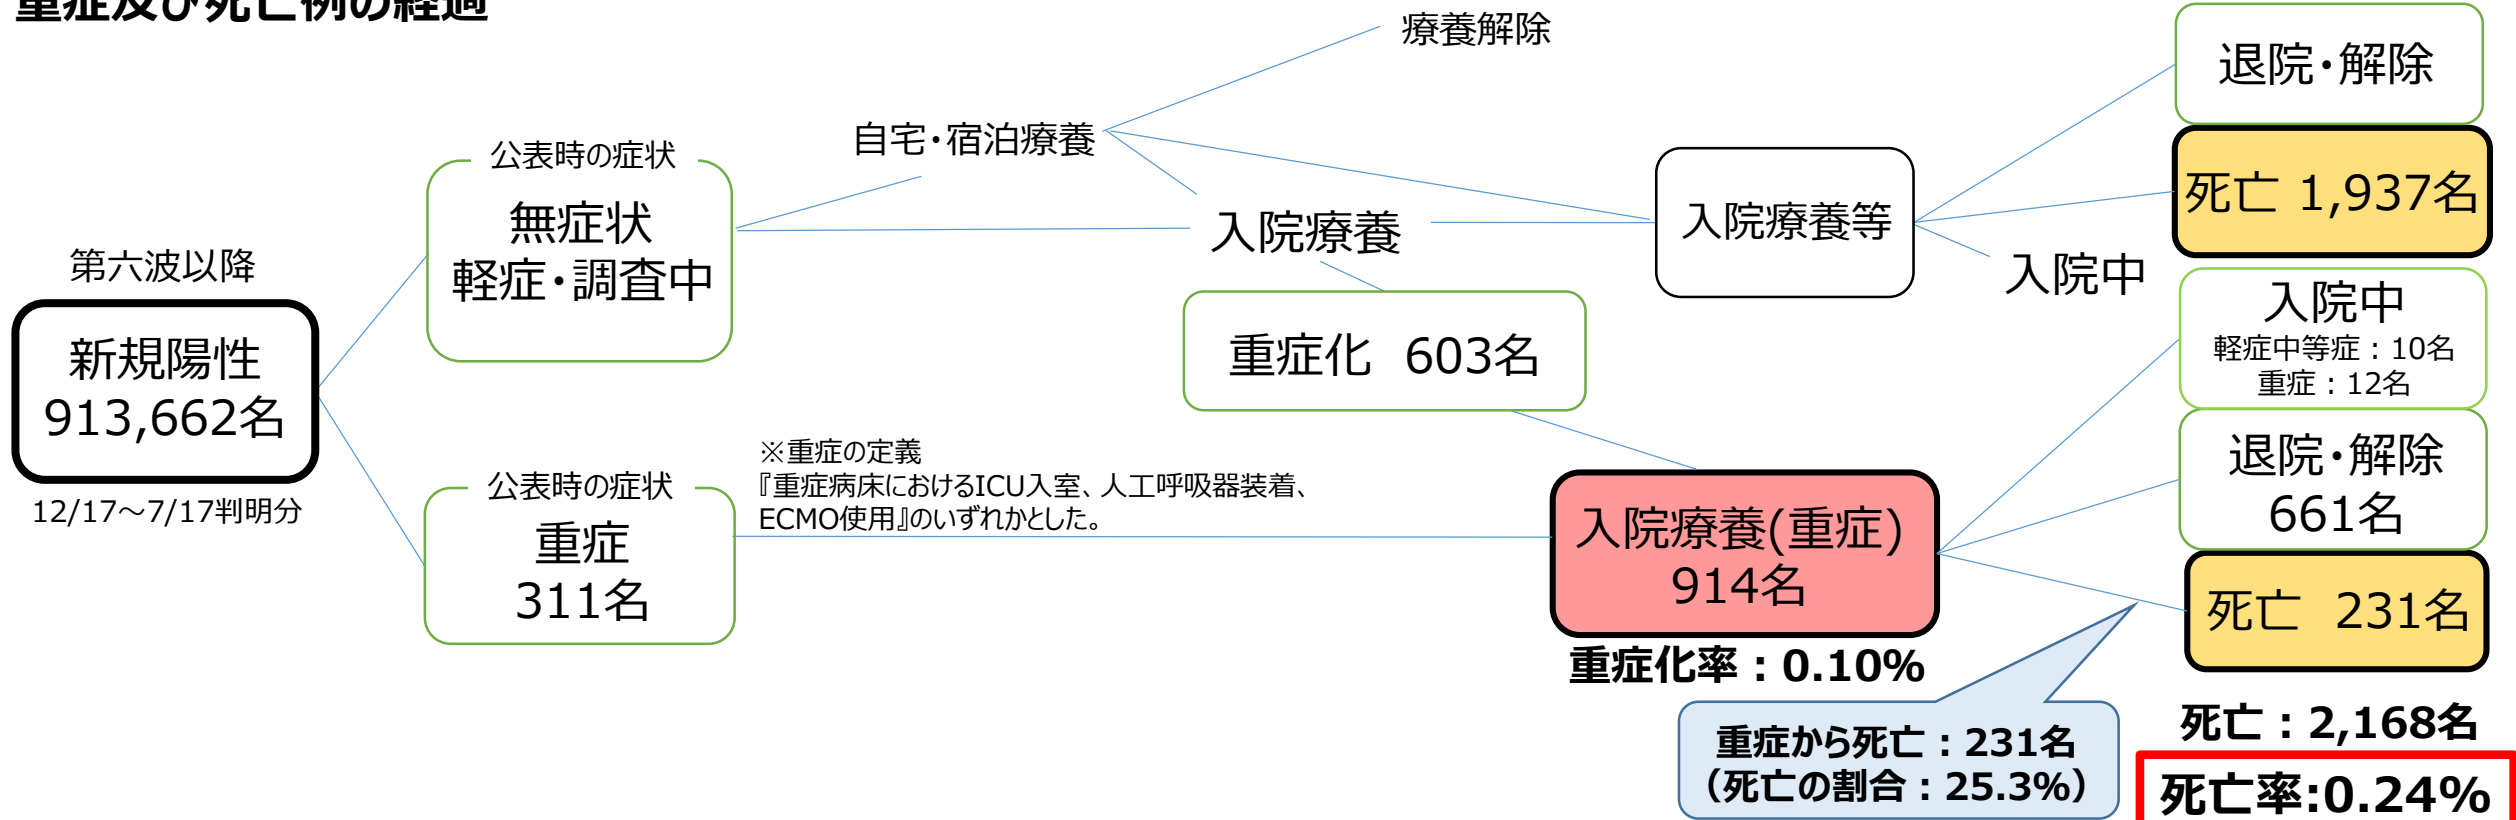 重症及び死亡例の経過
療養解除
退院・解除
自宅・宿泊療養
公表時の症状
無症状
軽症・調査中
死亡 1,937名
入院療養
入院療養等
入院中
第六波以降
新規陽性
913,662名
12/17～7/17判明分
重症化　603名
入院中
軽症中等症：10名
重症：12名
※重症の定義
『重症病床におけるICU入室、人工呼吸器装着、
ECMO使用』のいずれかとした。
退院・解除
661名
公表時の症状
重症
311名
入院療養(重症)
914名
重症化率：0.10%
死亡　231名
重症から死亡：231名
（死亡の割合：25.3%）
死亡：2,168名
死亡率:0.24%